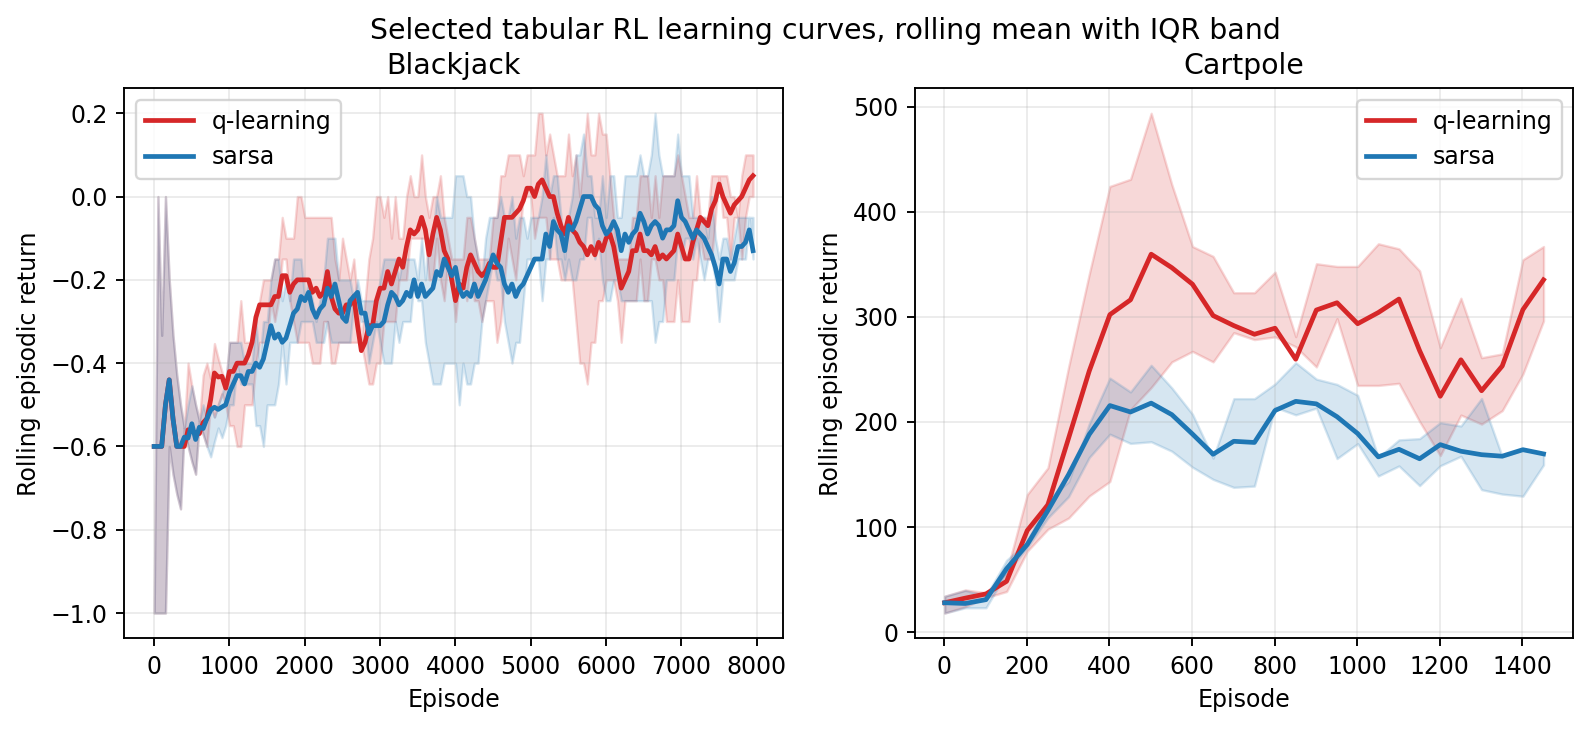 Selected tabular RL learning curves, rolling mean with IQR band
Blackjack
q-learning
sarsa
0.2
0.0
−0.2
−0.4
−0.6
−0.8
−1.0
Rolling episodic return
0 1000 2000 3000 4000 5000 6000 7000 8000
Episode
Cartpole
q-learning
sarsa
500
400
300
200
100
0
Rolling episodic return
0 200 400 600 800 1000 1200 1400
Episode